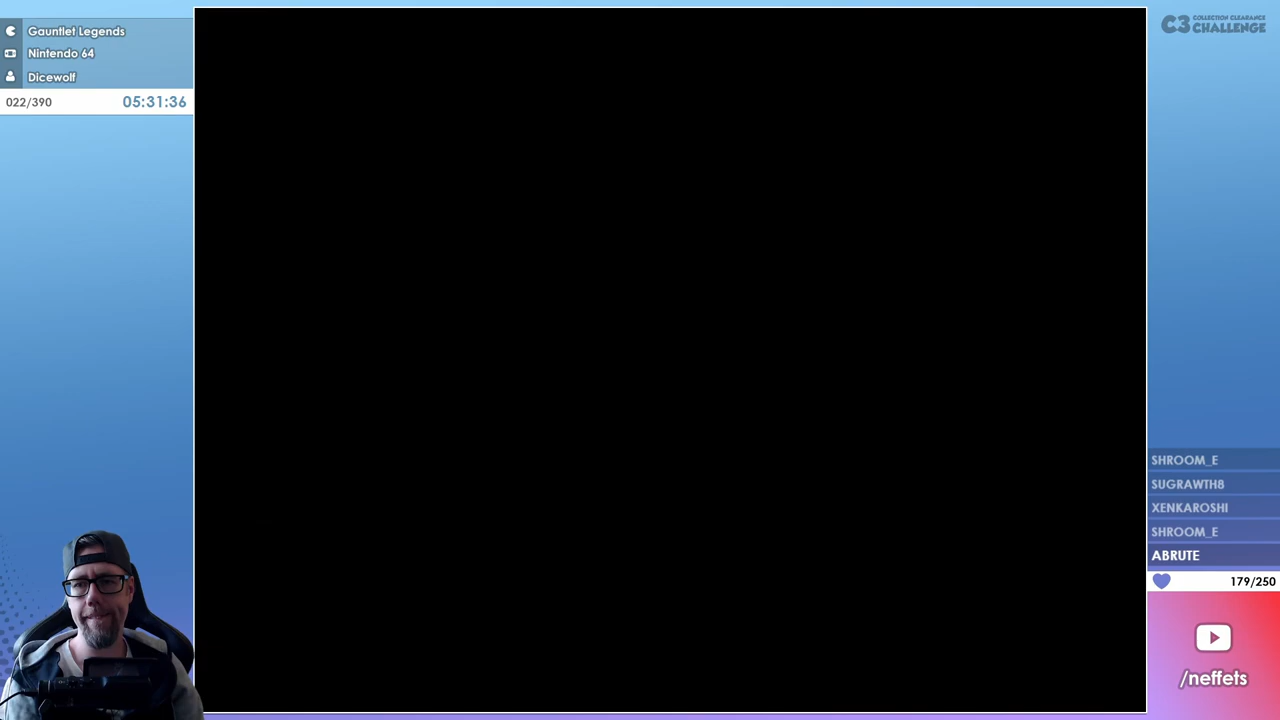 Gauntlet Legends
Nintendo 64
Dicewolf
022/390 05:31:36
C3 COLLECTION CLEARANCE CHALLENGE
SHROOM_E
SUGRAWTH8
XENKAROSHI
SHROOM_E
ABRUTE
179/250
/neffets